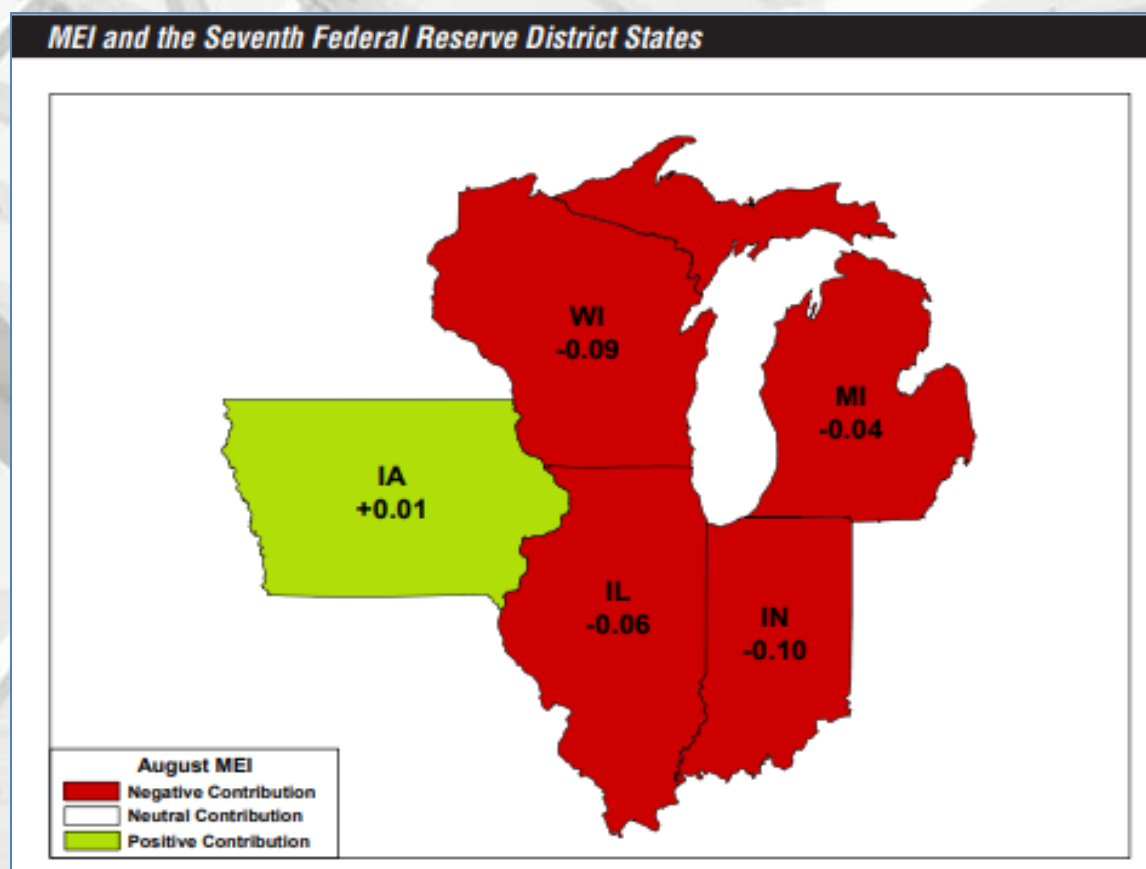 MEI and the Seventh Federal Reserve District States
WI
-0.09
MI
-0.04
IA
+0.01
IL
-0.06
IN
-0.10
August MEI
Negative Contribution
Neutral Contribution
Positive Contribution